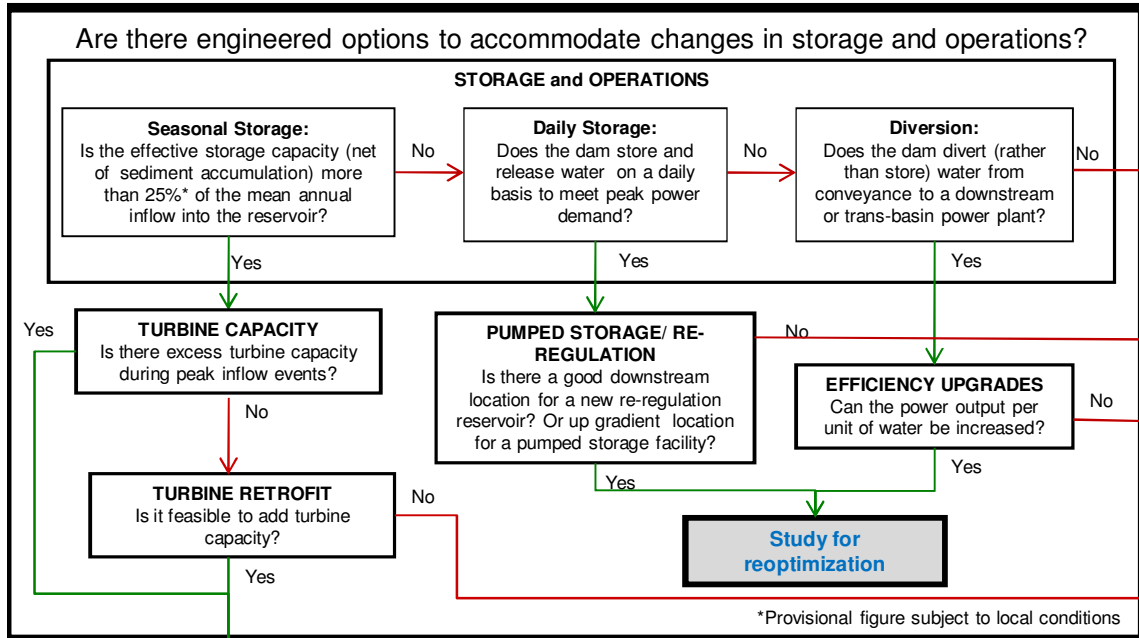 Are there engineered options to accommodate changes in storage and operations?
STORAGE and OPERATIONS
Seasonal Storage:
Is the effective storage capacity (net
of sediment accumulation) more
than 25%* of the mean annual
inflow into the reservoir?
No
Daily Storage:
Does the dam store and
release water on a daily
basis to meet peak power
demand?
No
Diversion:
Does the dam divert (rather
than store) water from
conveyance to a downstream
or trans-basin power plant?
No
Yes
Yes
Yes
Yes
TURBINE CAPACITY
Is there excess turbine capacity
during peak inflow events?
No
PUMPED STORAGE/ RE-
REGULATION
Is there a good downstream
location for a new re-regulation
reservoir? Or up gradient location
for a pumped storage facility?
No
Yes
EFFICIENCY UPGRADES
Can the power output per
unit of water be increased?
No
Yes
TURBINE RETROFIT
Is it feasible to add turbine
capacity?
No
Yes
Study for
reoptimization
*Provisional figure subject to local conditions